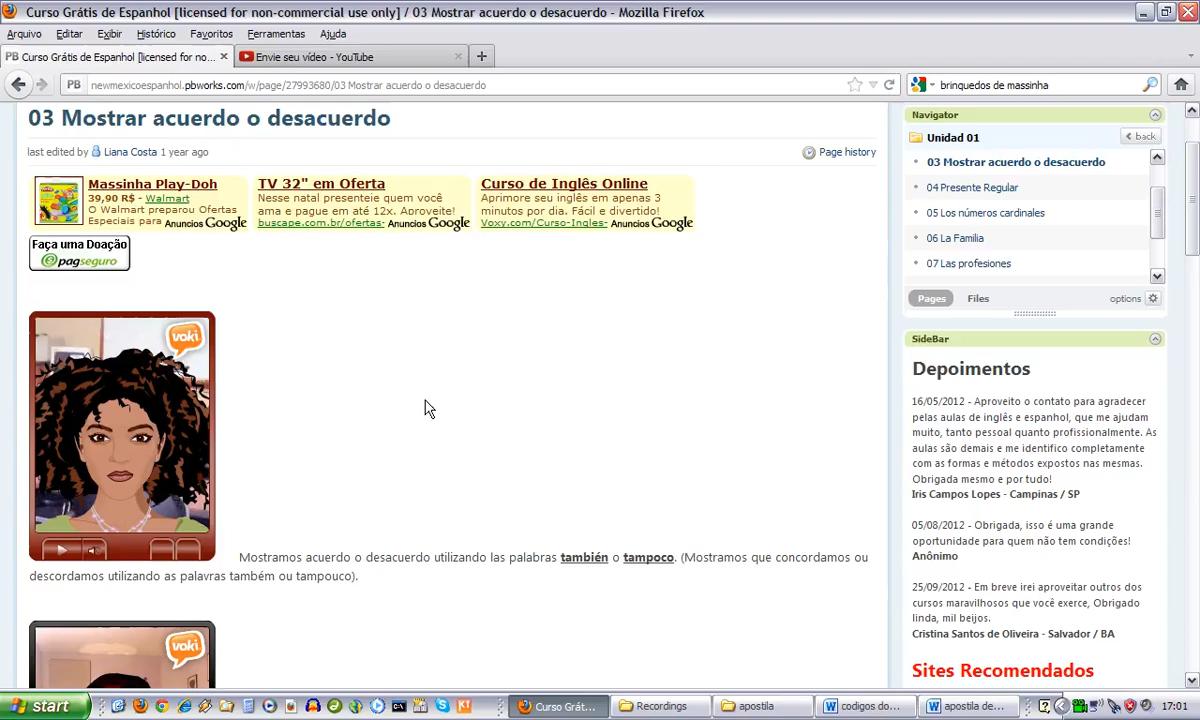 Curso Grátis de Espanhol [licensed for non-commercial use only] / 03 Mostrar acuerdo o desacuerdo - Mozilla Firefox
Arquivo Editar Exibir Histórico Favoritos Ferramentas Ajuda
PB Curso Grátis de Espanhol [licensed for no... Envie seu vídeo - YouTube
PB newmexicoespanhol.pbworks.com/w/page/27993680/03 Mostrar acuerdo o desacuerdo brinquedos de massinha
03 Mostrar acuerdo o desacuerdo
last edited by Liana Costa 1 year ago Page history
Massinha Play-Doh
39,90 R$ - Walmart
O Walmart preparou Ofertas
Especiais para Anuncios Google
TV 32" em Oferta
Nesse natal presenteie quem você
ama e pague em até 12x. Aproveite!
buscape.com.br/ofertas- Anuncios Google
Curso de Inglês Online
Aprimore seu inglês em apenas 3
minutos por dia. Fácil e divertido!
Voxy.com/Curso-Ingles- Anuncios Google
Faça uma Doação
pagseguro
voki
Mostramos acuerdo o desacuerdo utilizando las palabras también o tampoco. (Mostramos que concordamos ou
descordamos utilizando as palavras também ou tampouco).
voki
Navigator
Unidad 01 back
03 Mostrar acuerdo o desacuerdo
04 Presente Regular
05 Los números cardinales
06 La Familia
07 Las profesiones
Pages Files options
SideBar
Depoimentos
16/05/2012 - Aproveito o contato para agradecer
pelas aulas de inglês e espanhol, que me ajudam
muito, tanto pessoal quanto profissionalmente. As
aulas são demais e me identifico completamente
com as formas e métodos expostos nas mesmas.
Obrigada mesmo e por tudo!
Iris Campos Lopes - Campinas / SP
05/08/2012 - Obrigada, isso é uma grande
oportunidade para quem não tem condições!
Anônimo
25/09/2012 - Em breve irei aproveitar outros dos
cursos maravilhosos que você exerce, Obrigado
linda, mil beijos.
Cristina Santos de Oliveira - Salvador / BA
Sites Recomendados
start Curso Grát... Recordings apostila codigos do... apostila de... 17:01